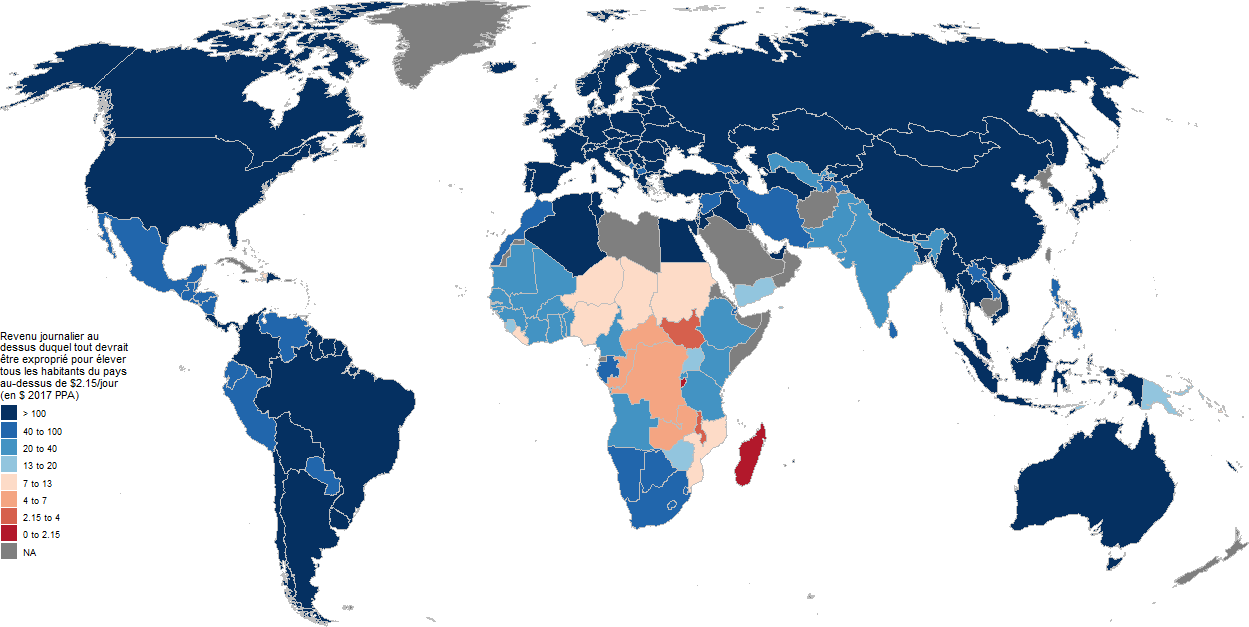 Revenu journalier au
dessus duquel tout devrait
être exproprié pour élever
tous les habitants du pays
au-dessus de $2.15/jour
(en $ 2017 PPA)
> 100
40 to 100
20 to 40
13 to 20
7 to 13
4 to 7
2.15 to 4
0 to 2.15
NA